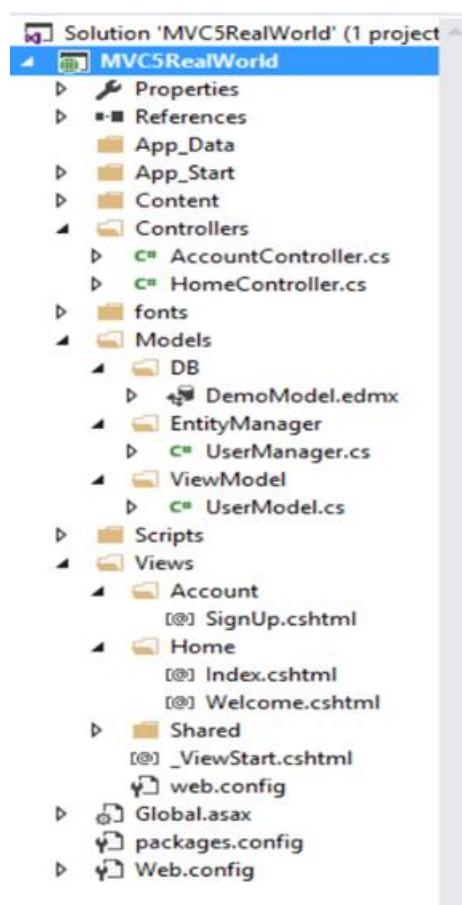 Solution 'MVC5RealWorld' (1 project
MVC5RealWorld
Properties
References
App_Data
App_Start
Content
Controllers
C# AccountController.cs
C# HomeController.cs
fonts
Models
DB
DemoModel.edmx
EntityManager
C# UserManager.cs
ViewModel
C# UserModel.cs
Scripts
Views
Account
[@] SignUp.cshtml
Home
[@] Index.cshtml
[@] Welcome.cshtml
Shared
[@] _ViewStart.cshtml
web.config
Global.asax
packages.config
Web.config